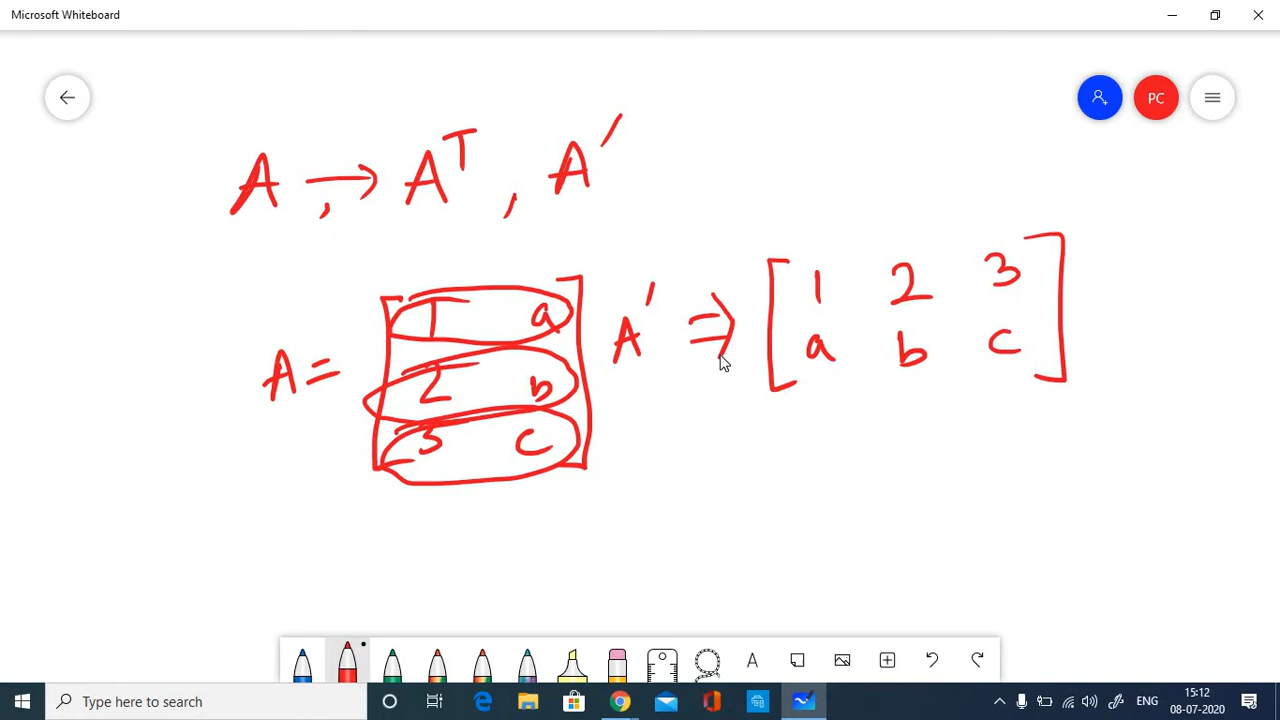 Microsoft Whiteboard
PC
A , → Aᵀ , A′
A = [ 1 a
2 b
3 c ]
A′ ⇒ [ 1 2 3
a b c ]
A
Type here to search
ENG
15:12
08-07-2020